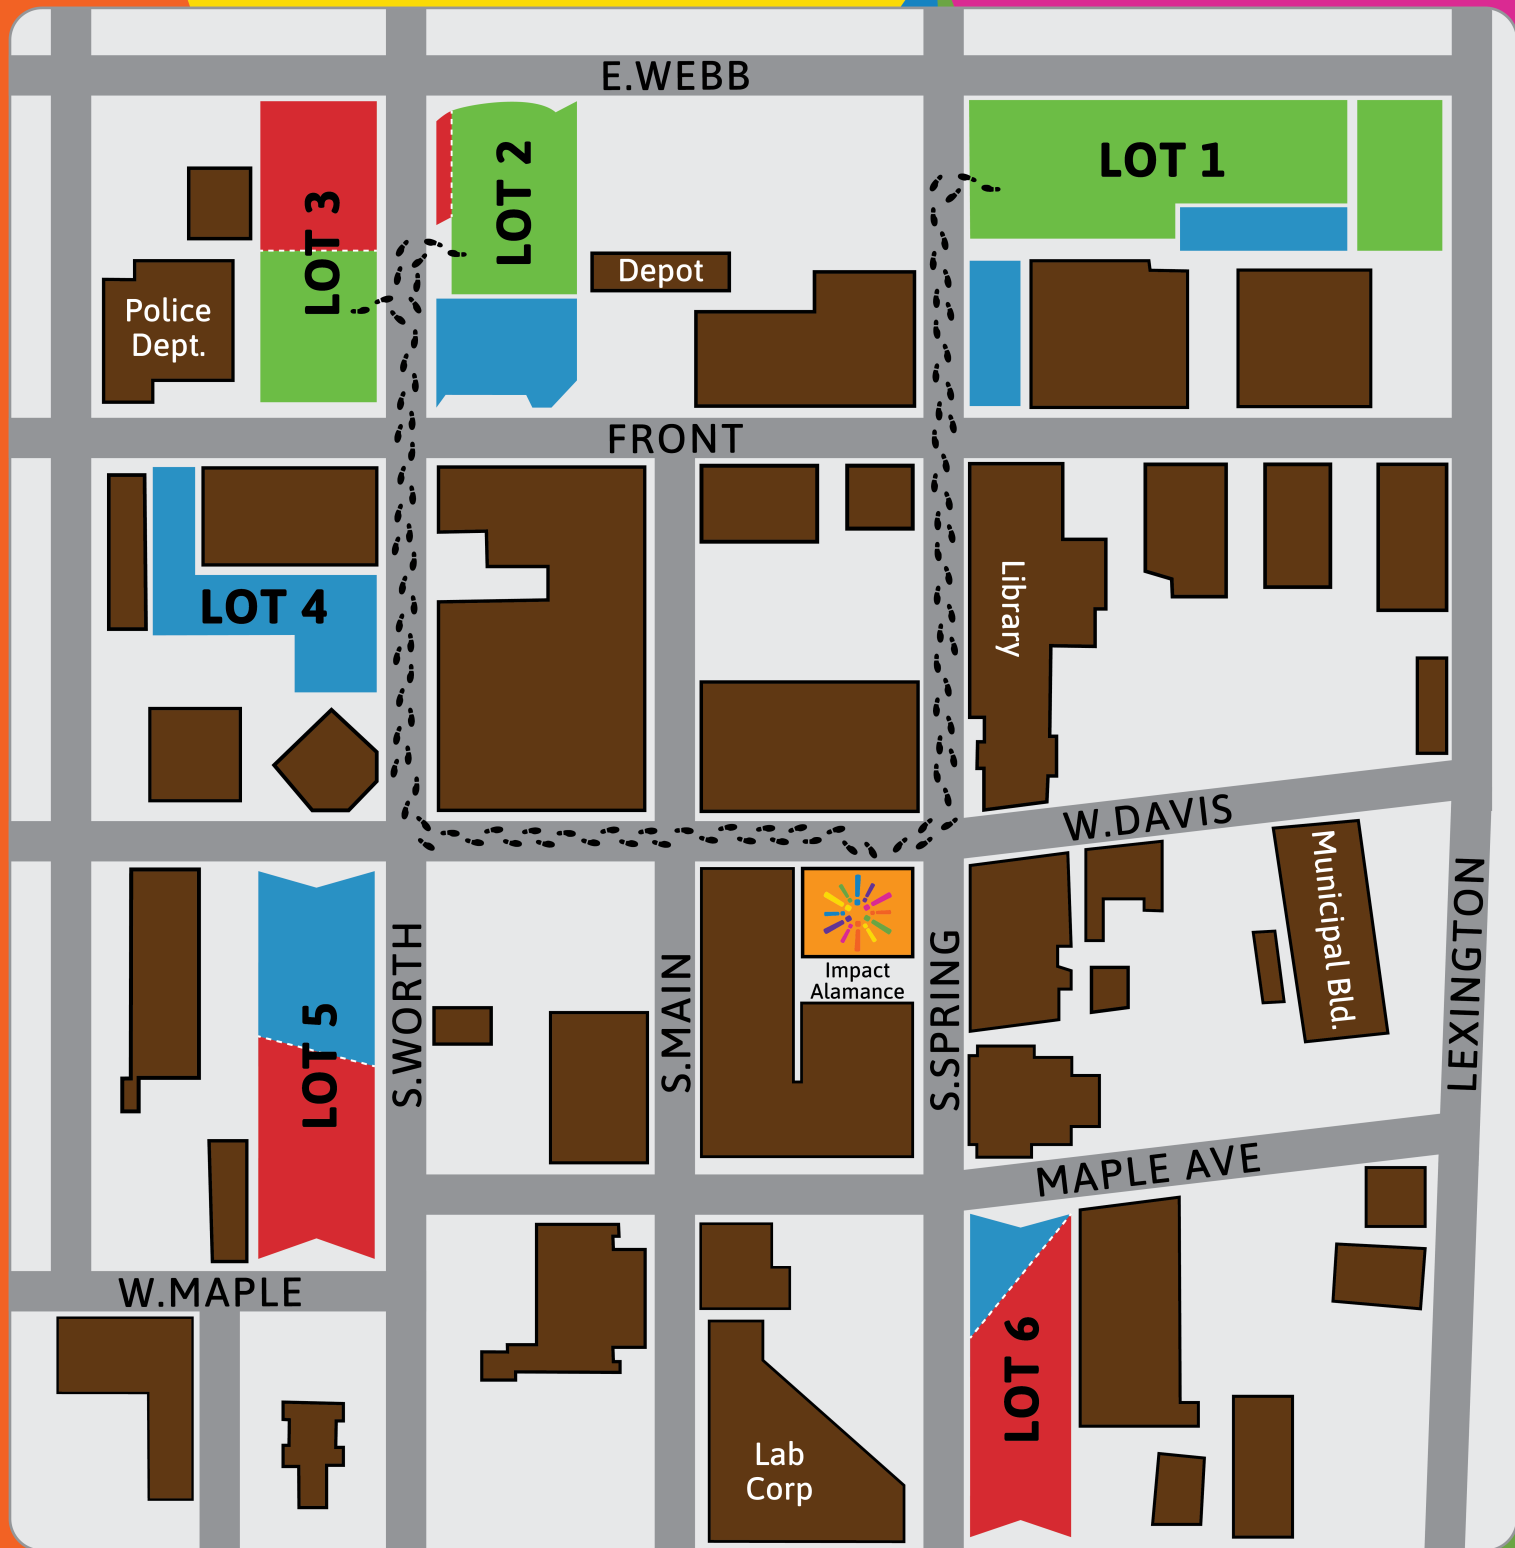 E.WEBB
LOT 3
LOT 2
LOT 1
Police
Dept.
Depot
FRONT
LOT 4
Library
W.DAVIS
Municipal Bld.
LEXINGTON
LOT 5
S.WORTH
S.MAIN
Impact
Alamance
S.SPRING
MAPLE AVE
W.MAPLE
LOT 6
Lab
Corp